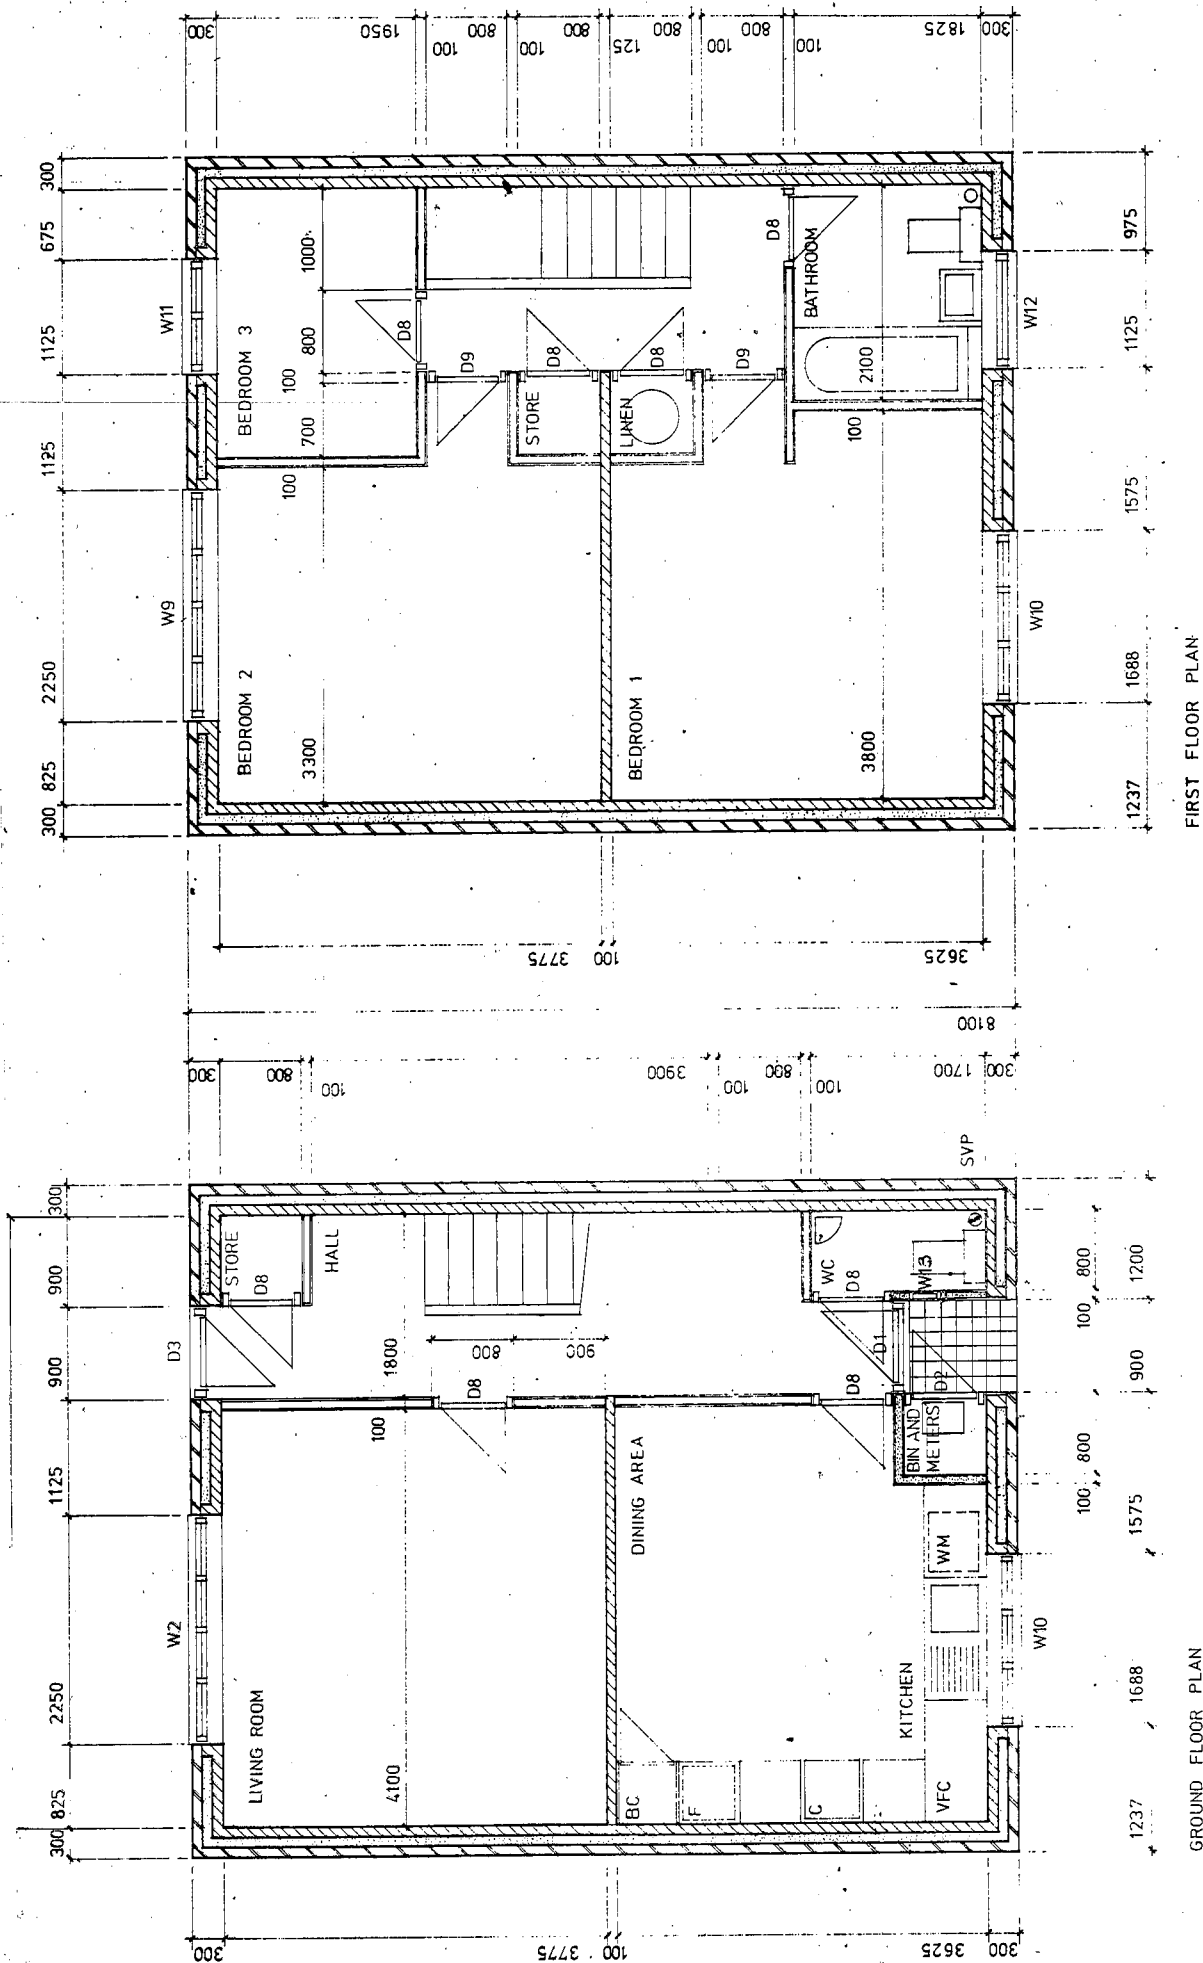 GROUND FLOOR PLAN
300
825
2250
1125
900
900
300
W2
D3
LIVING ROOM
4100
100
1800
D8
STORE
D8
HALL
800
900
DINING AREA
BC
F
C
VFC
KITCHEN
WM
BIN AND
METERS
D8
D1
D2
WC
D8
W13
SVP
W10
1237
1688
1575
900
1200
100
800
100
800
300
3775
100
3625
300
300
800
100
3900
100
800
100
1700
300
8100
FIRST FLOOR PLAN
300
825
2250
1125
1125
675
300
W9
W11
BEDROOM 2
3300
100
BEDROOM 3
700
100
800
1000
D8
D9
STORE
D8
LINEN
D8
D9
BEDROOM 1
3800
100
2100
BATHROOM
D8
W10
W12
1237
1688
1575
1125
975
3775
100
3625
300
1950
100
800
100
800
125
800
100
800
100
1825
300